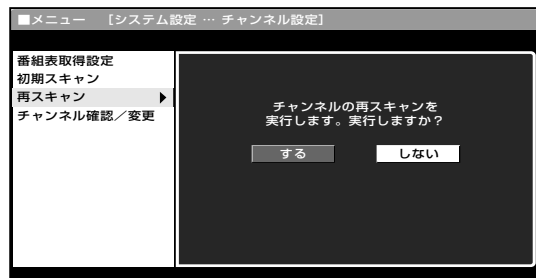 ■メニュー [システム設定 … チャンネル設定]
番組表取得設定
初期スキャン
再スキャン
チャンネル確認／変更
チャンネルの再スキャンを
実行します。実行しますか？
する しない